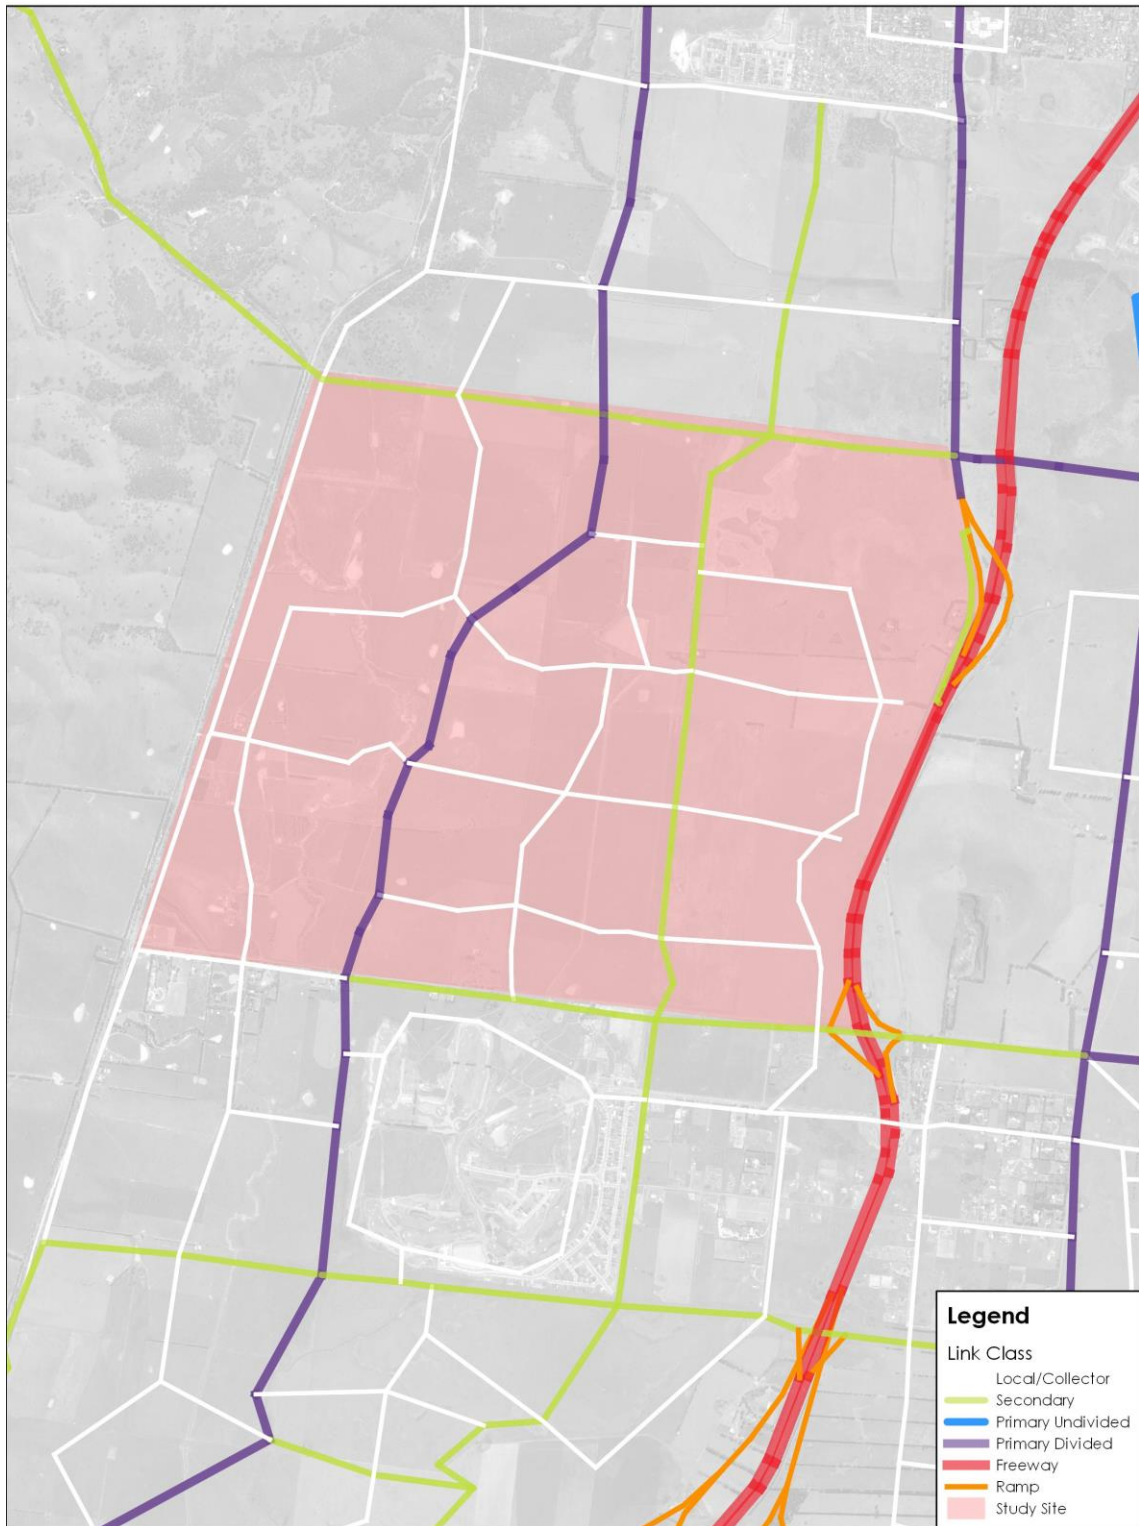 Legend
Link Class
Local/Collector
Secondary
Primary Undivided
Primary Divided
Freeway
Ramp
Study Site